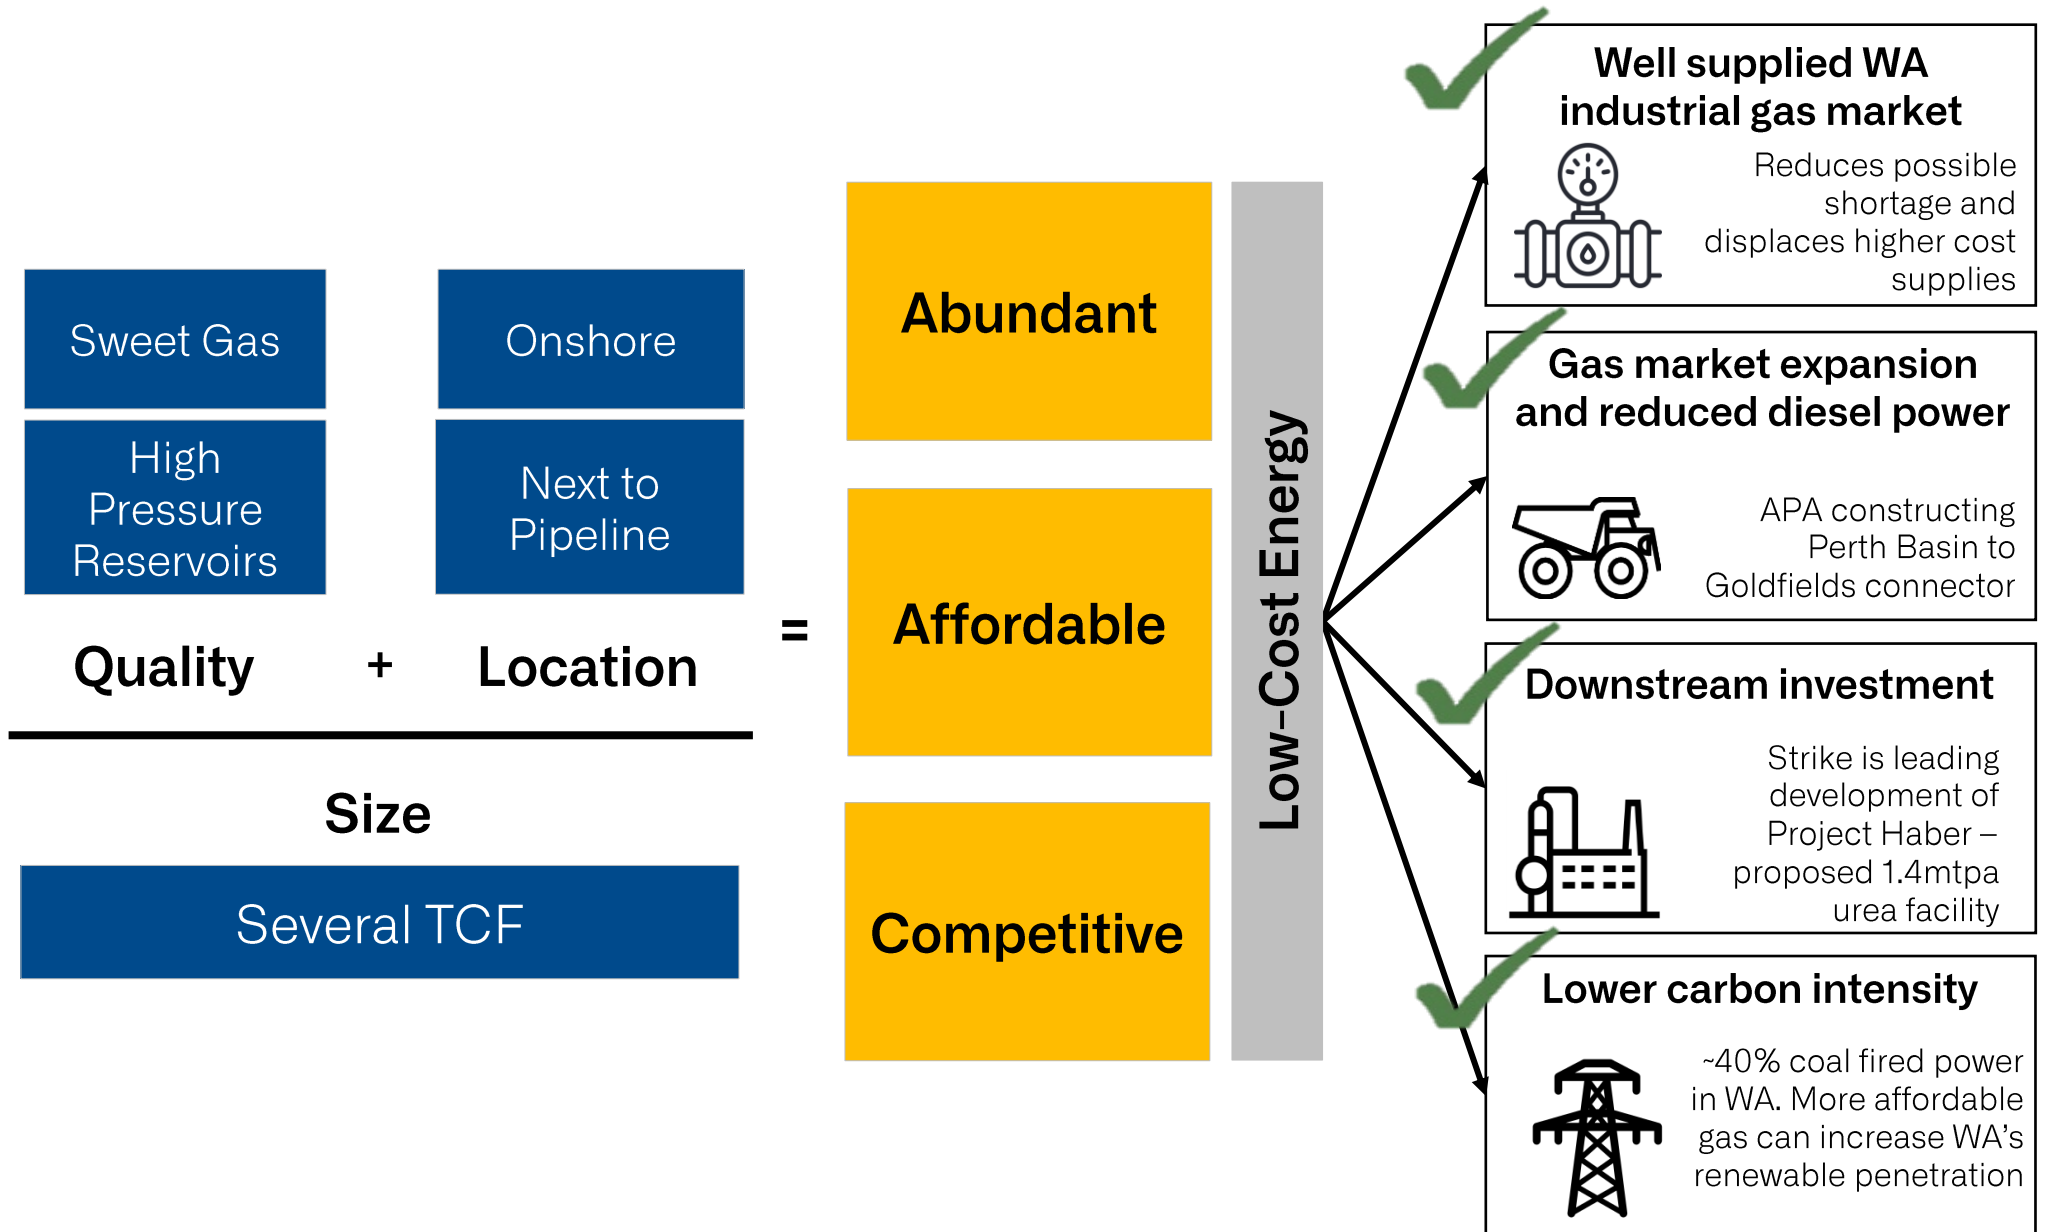 Sweet Gas
Onshore
High
Pressure
Reservoirs
Next to
Pipeline
Quality
+
Location
Size
Several TCF
=
Abundant
Affordable
Competitive
Low-Cost Energy
Well supplied WA
industrial gas market
Reduces possible
shortage and
displaces higher cost
supplies
Gas market expansion
and reduced diesel power
APA constructing
Perth Basin to
Goldfields connector
Downstream investment
Strike is leading
development of
Project Haber –
proposed 1.4mtpa
urea facility
Lower carbon intensity
~40% coal fired power
in WA. More affordable
gas can increase WA's
renewable penetration